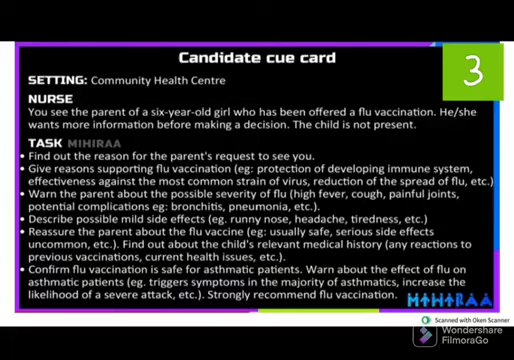 Candidate cue card
3
SETTING: Community Health Centre
NURSE
You see the parent of a six-year-old girl who has been offered a flu vaccination. He/she
wants more information before making a decision. The child is not present.
TASK MIHIRAA
• Find out the reason for the parent's request to see you.
• Give reasons supporting flu vaccination (eg: protection of developing immune system,
effectiveness against the most common strain of virus, reduction of the spread of flu, etc.)
• Warn the parent about the possible severity of flu (high fever, cough, painful joints,
potential complications eg: bronchitis, pneumonia, etc.).
• Describe possible mild side effects (eg. runny nose, headache, tiredness, etc.).
• Reassure the parent about the flu vaccine (eg: usually safe, serious side effects
uncommon, etc.). Find out about the child's relevant medical history (any reactions to
previous vaccinations, current health issues, etc.).
• Confirm flu vaccination is safe for asthmatic patients. Warn about the effect of flu on
asthmatic patients (eg. triggers symptoms in the majority of asthmatics, increase the
likelihood of a severe attack, etc.). Strongly recommend flu vaccination.
MIHIRAA
Scanned with Oken Scanner
Wondershare
FilmoraGo